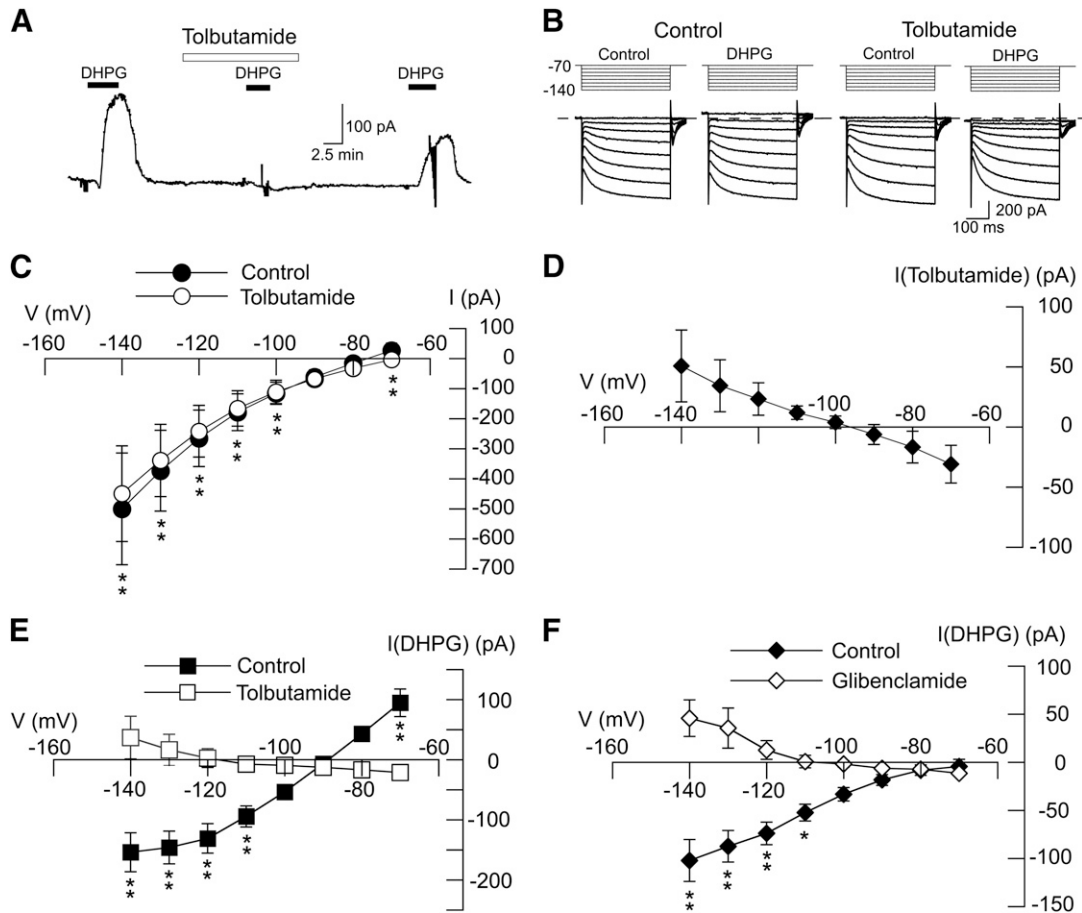 A
Tolbutamide
DHPG
DHPG
DHPG
100 pA
2.5 min
B
Control
Tolbutamide
Control
DHPG
Control
DHPG
-70
-140
200 pA
100 ms
C
Control
Tolbutamide
V (mV)
I (pA)
-160 -140 -120 -100 -80 -60
100
0
-100
-200
-300
-400
-500
-600
-700
* *
* *
* *
* *
* *
* *
D
I(Tolbutamide) (pA)
V (mV)
-160 -140 -120 -100 -80 -60
100
50
0
-50
-100
E
I(DHPG) (pA)
Control
Tolbutamide
V (mV)
-160 -140 -120 -100 -80 -60
100
0
-100
-200
* *
* *
* *
* *
* *
F
I(DHPG) (pA)
Control
Glibenclamide
V (mV)
-160 -140 -120 -100 -80 -60
100
50
0
-50
-100
-150
* *
* *
* *
*